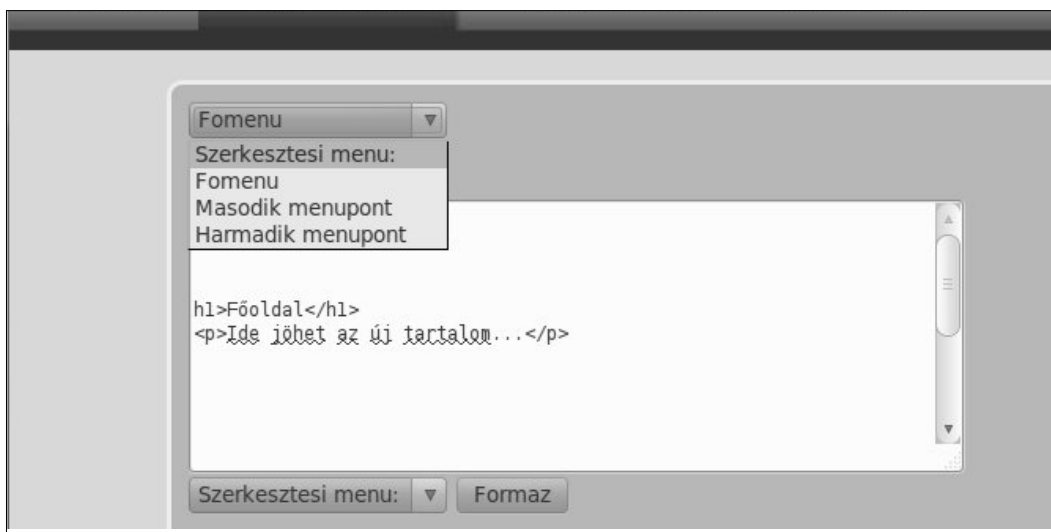 Fomenu
Szerkesztesi menu:
Fomenu
Masodik menupont
Harmadik menupont
h1>Főoldal</h1>
<p>Ide jöhet az új tartalom...</p>
Szerkesztesi menu: Formaz